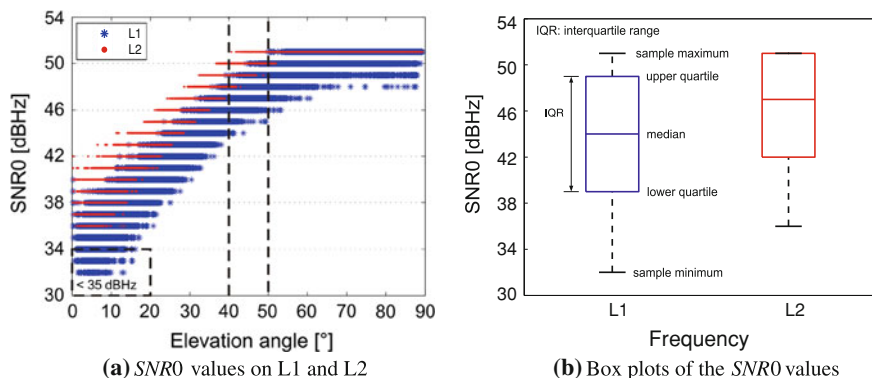 54
50
46
42
38
34
30
SNR0 [dBHz]
L1
L2
< 35 dBHz
0 10 20 30 40 50 60 70 80 90
Elevation angle [°]
(a) SNR0 values on L1 and L2
54
50
46
42
38
34
30
SNR0 [dBHz]
IQR: interquartile range
sample maximum
upper quartile
IQR
median
lower quartile
sample minimum
L1 L2
Frequency
(b) Box plots of the SNR0 values